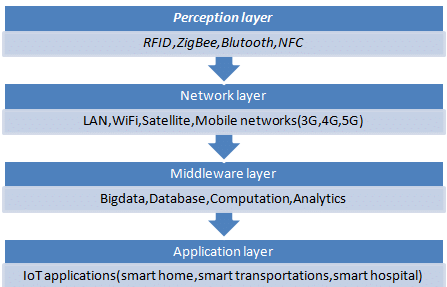 Perception layer
RFID,ZigBee,Blutooth,NFC
Network layer
LAN,WiFi,Satellite,Mobile networks(3G,4G,5G)
Middleware layer
Bigdata,Database,Computation,Analytics
Application layer
IoT applications(smart home,smart transportations,smart hospital)